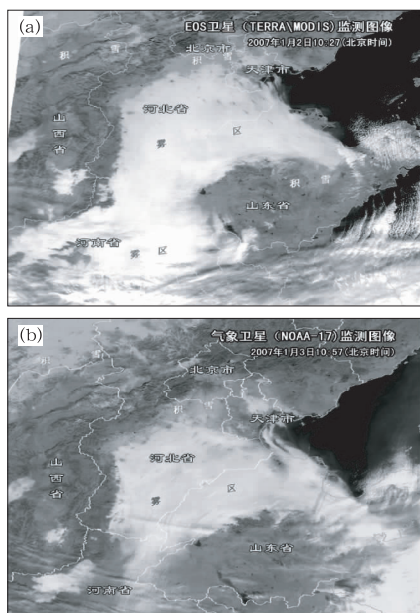 (a)
EOS卫星(TERRA\MODIS)监测图像
2007年1月2日10:27(北京时间)
积 雪
北京市
天津市
河北省
山西省
雾 区
积 雪
山东省
河南省
雾 区
(b)
气象卫星(NOAA-17)监测图像
2007年1月3日10:57(北京时间)
积 雪
北京市
积 雪
天津市
河北省
山西省
雾 区
山东省
河南省